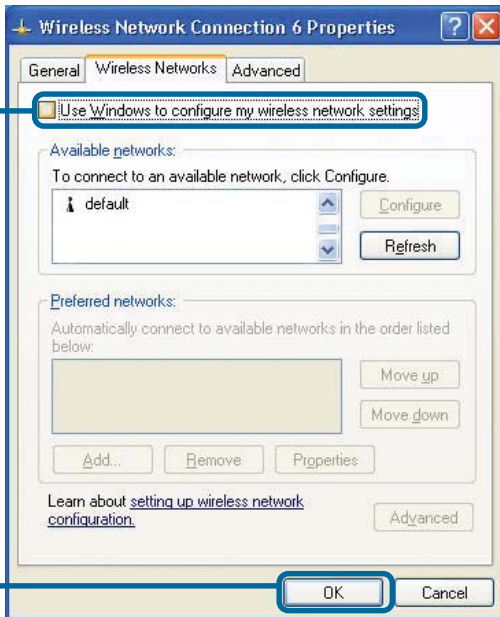 Wireless Network Connection 6 Properties
General Wireless Networks Advanced
Use Windows to configure my wireless network settings
Available networks:
To connect to an available network, click Configure.
default
Configure
Refresh
Preferred networks:
Automatically connect to available networks in the order listed
below:
Move up
Move down
Add... Remove Properties
Learn about setting up wireless network
configuration.
Advanced
OK Cancel